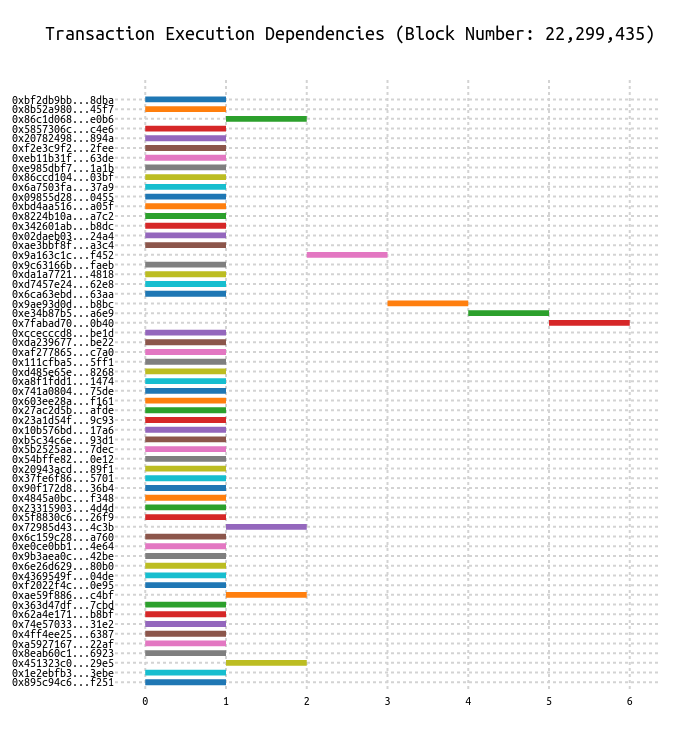 Transaction Execution Dependencies (Block Number: 22,299,435)
0xbf2db9bb...8dba
0x8b52a980...45f7
0x86c1d068...e0b6
0x5857306c...c4e6
0x20782498...894a
0xf2e3c9f2...2fee
0xeb11b31f...63de
0xe985dbf7...1a1b
0x86ccd104...03bf
0x6a7503fa...37a9
0x09855d28...0455
0xbd4aa516...a05f
0x8224b10a...a7c2
0x342601ab...b8dc
0x02daeb03...24a4
0xae3bbf8f...a3c4
0x9a163c1c...f452
0x9c63166b...faeb
0xda1a7721...4818
0xd7457e24...62e8
0x6ca63ebd...63aa
0x9ae93d0d...b8bc
0xe34b87b5...a6e9
0x7fabad70...0b40
0xccecccd8...be1d
0xda239677...be22
0xaf277865...c7a0
0x111cfba5...5ff1
0xd485e65e...8268
0xa8f1fdd1...1474
0x741a0804...75de
0x603ee28a...f161
0x27ac2d5b...afde
0x23a1d54f...9c93
0x10b576bd...17a6
0xb5c34c6e...93d1
0x5b2525aa...7dec
0x54bffe82...0e12
0x20943acd...89f1
0x37fe6f86...5701
0x90f172d8...36b4
0x4845a0bc...f348
0x23315903...4d4d
0x5f8830c6...26f9
0x72985d43...4c3b
0x6c159c28...a760
0xe0ce0bb1...4e64
0x9b3aea0c...42be
0x6e26d629...80b0
0x4369549f...04de
0xf2022f4c...0e95
0xae59f886...c4bf
0x363d47df...7cbd
0x62a4e171...b8bf
0x74e57033...31e2
0x4ff4ee25...6387
0xa5927167...22af
0x8eab60c1...6923
0x451323c0...29e5
0x1e2ebfb3...3ebe
0x895c94c6...f251
0 1 2 3 4 5 6